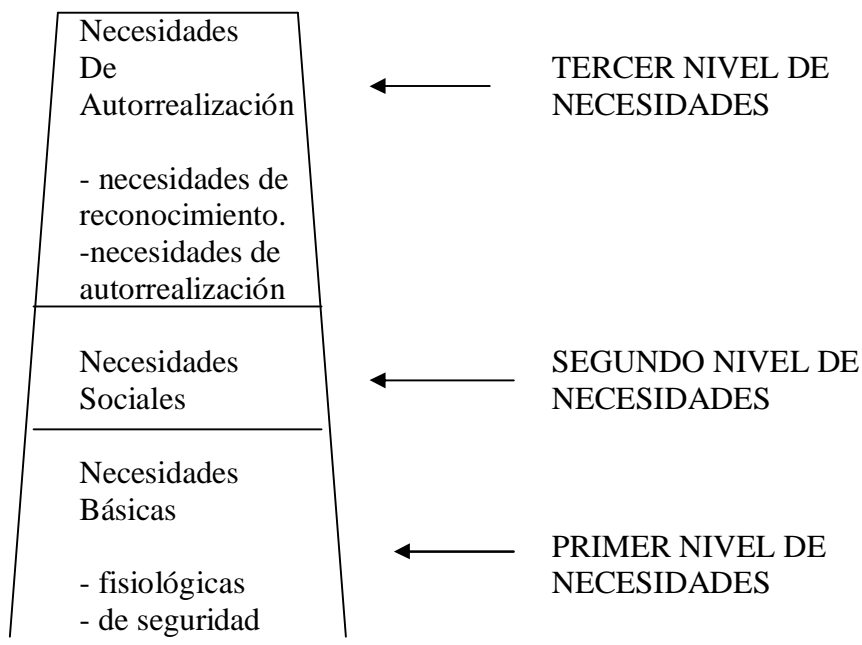 Necesidades
De
Autorrealización
TERCER NIVEL DE
NECESIDADES
- necesidades de
reconocimiento.
-necesidades de
autorrealización
Necesidades
Sociales
SEGUNDO NIVEL DE
NECESIDADES
Necesidades
Básicas
- fisiológicas
- de seguridad
PRIMER NIVEL DE
NECESIDADES